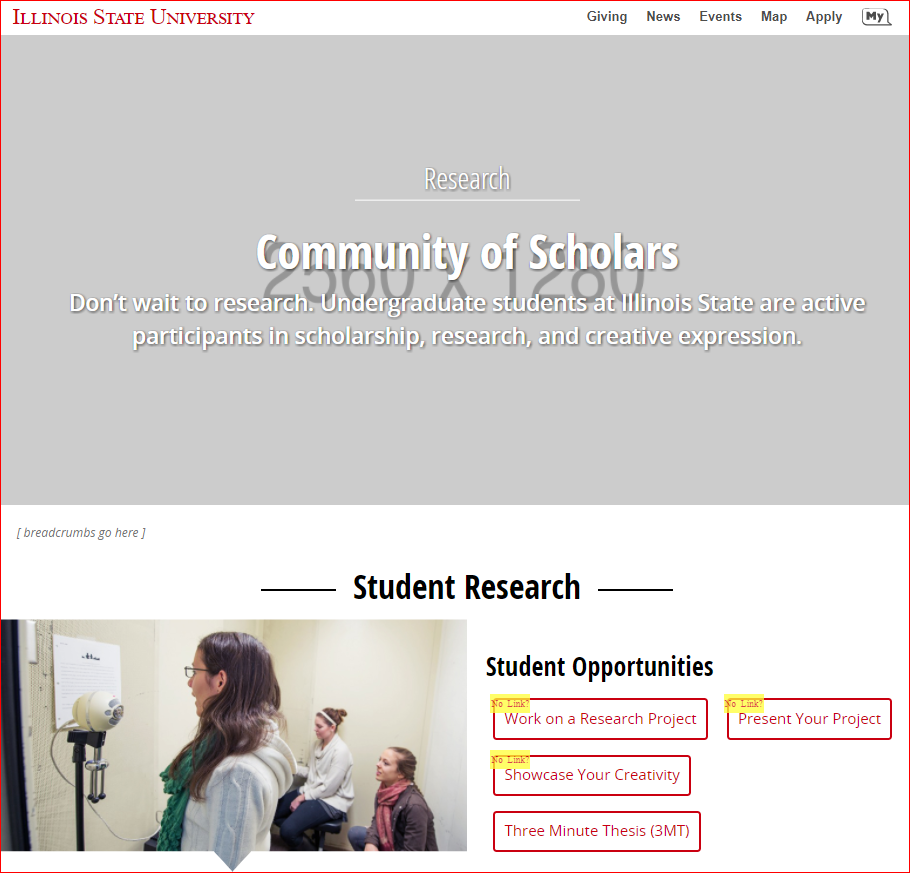 ILLINOIS STATE UNIVERSITY
Giving News Events Map Apply My
Research
2560 x 1280
Community of Scholars
Don't wait to research. Undergraduate students at Illinois State are active
participants in scholarship, research, and creative expression.
[ breadcrumbs go here ]
Student Research
Student Opportunities
No Link?
Work on a Research Project
No Link?
Present Your Project
No Link?
Showcase Your Creativity
Three Minute Thesis (3MT)